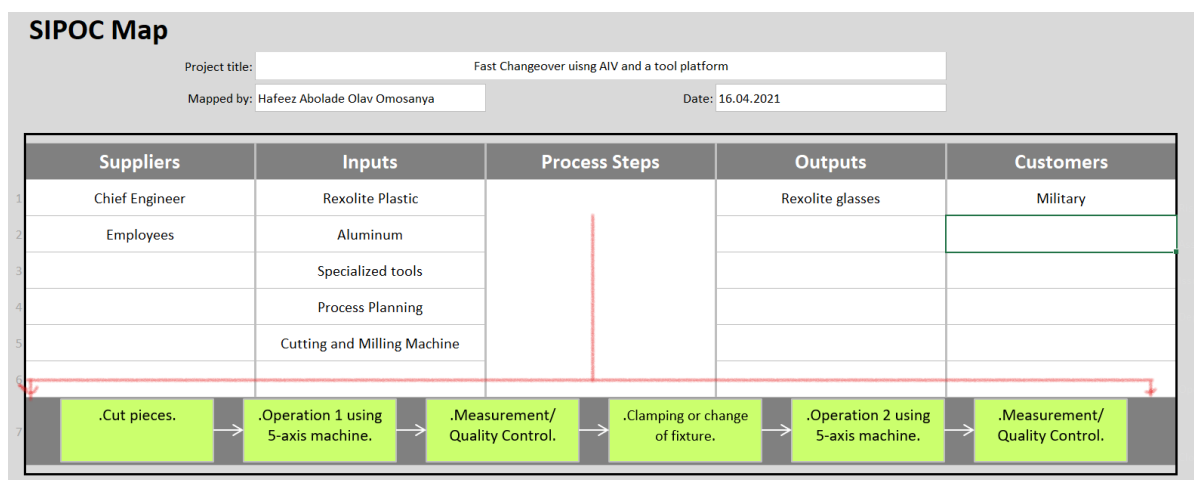 SIPOC Map
Project title: Fast Changeover uisng AIV and a tool platform
Mapped by: Hafeez Abolade Olav Omosanya Date: 16.04.2021
Suppliers Inputs Process Steps Outputs Customers
1 Chief Engineer Rexolite Plastic Rexolite glasses Military
2 Employees Aluminum
3 Specialized tools
4 Process Planning
5 Cutting and Milling Machine
6
7
.Cut pieces.
.Operation 1 using
5-axis machine.
.Measurement/
Quality Control.
.Clamping or change
of fixture.
.Operation 2 using
5-axis machine.
.Measurement/
Quality Control.